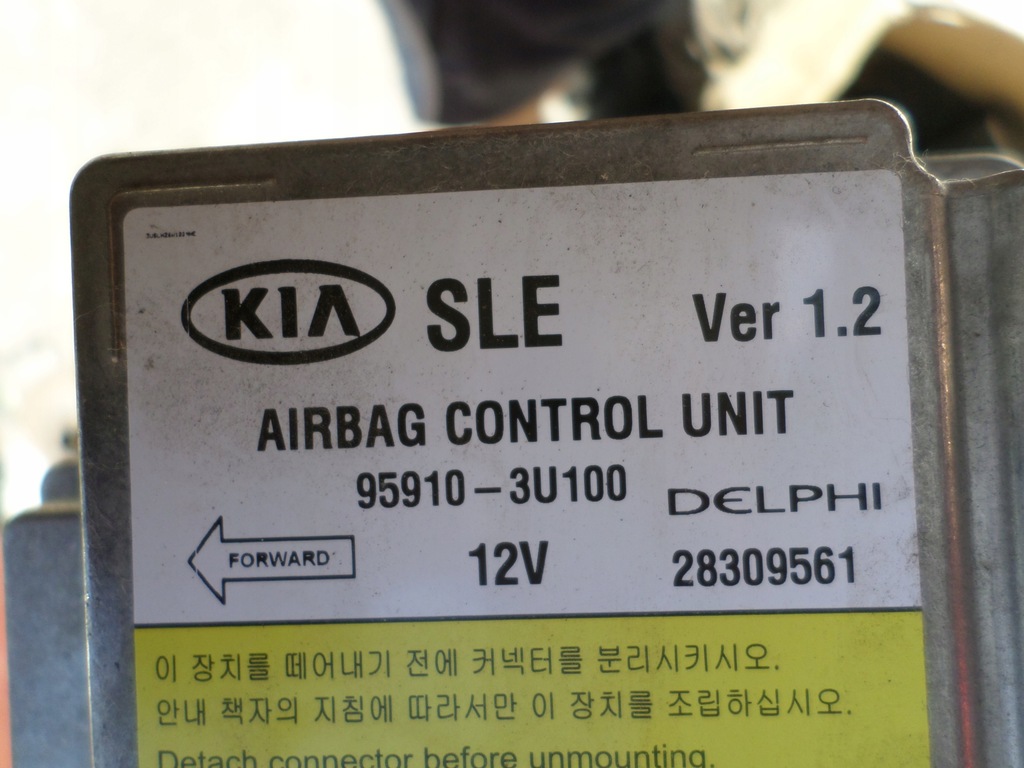 KIA SLE Ver 1.2
AIRBAG CONTROL UNIT
95910-3U100 DELPHI
FORWARD 12V 28309561
이 장치를 떼어내기 전에 커넥터를 분리시키시오.
안내 책자의 지침에 따라서만 이 장치를 조립하십시오.
Detach connector before unmounting.